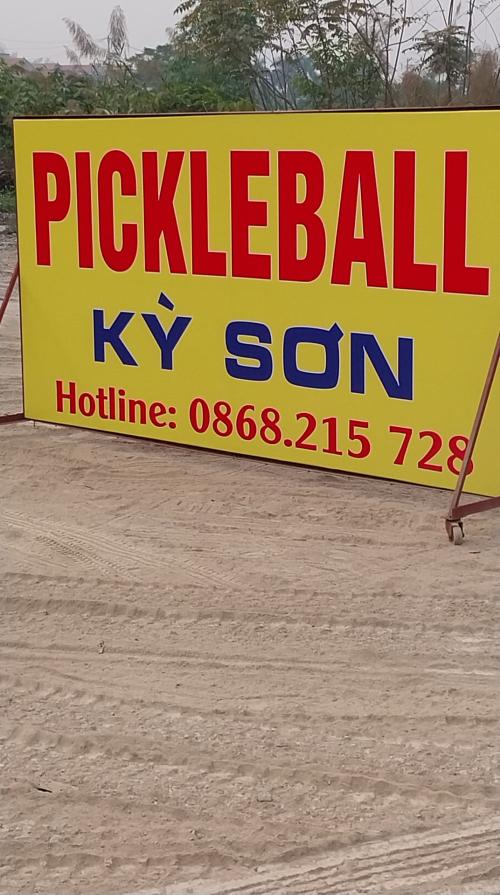 PICKLEBALL
KỲ SƠN
Hotline: 0868.215 728